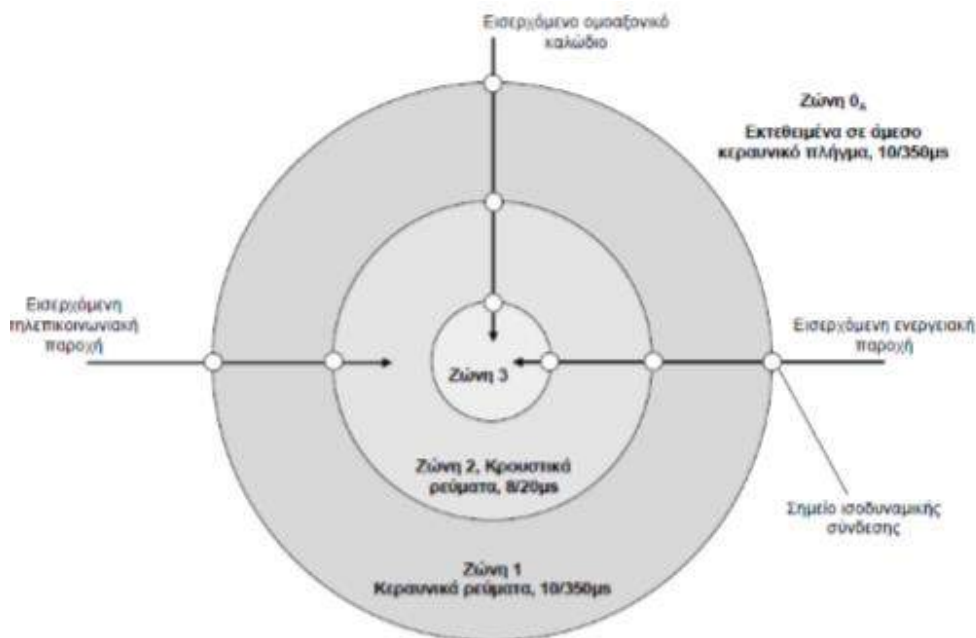 Εισερχόμενο ομοαξονικό
καλώδιο
Ζώνη 0Α
Εκτεθειμένα σε άμεσο
κεραυνικό πλήγμα, 10/350μs
Εισερχόμενη
τηλεπικοινωνιακή
παροχή
Εισερχόμενη ενεργειακή
παροχή
Ζώνη 3
Ζώνη 2, Κρουστικά
ρεύματα, 8/20μs
Σημείο ισοδυναμικής
σύνδεσης
Ζώνη 1
Κεραυνικά ρεύματα, 10/350μs